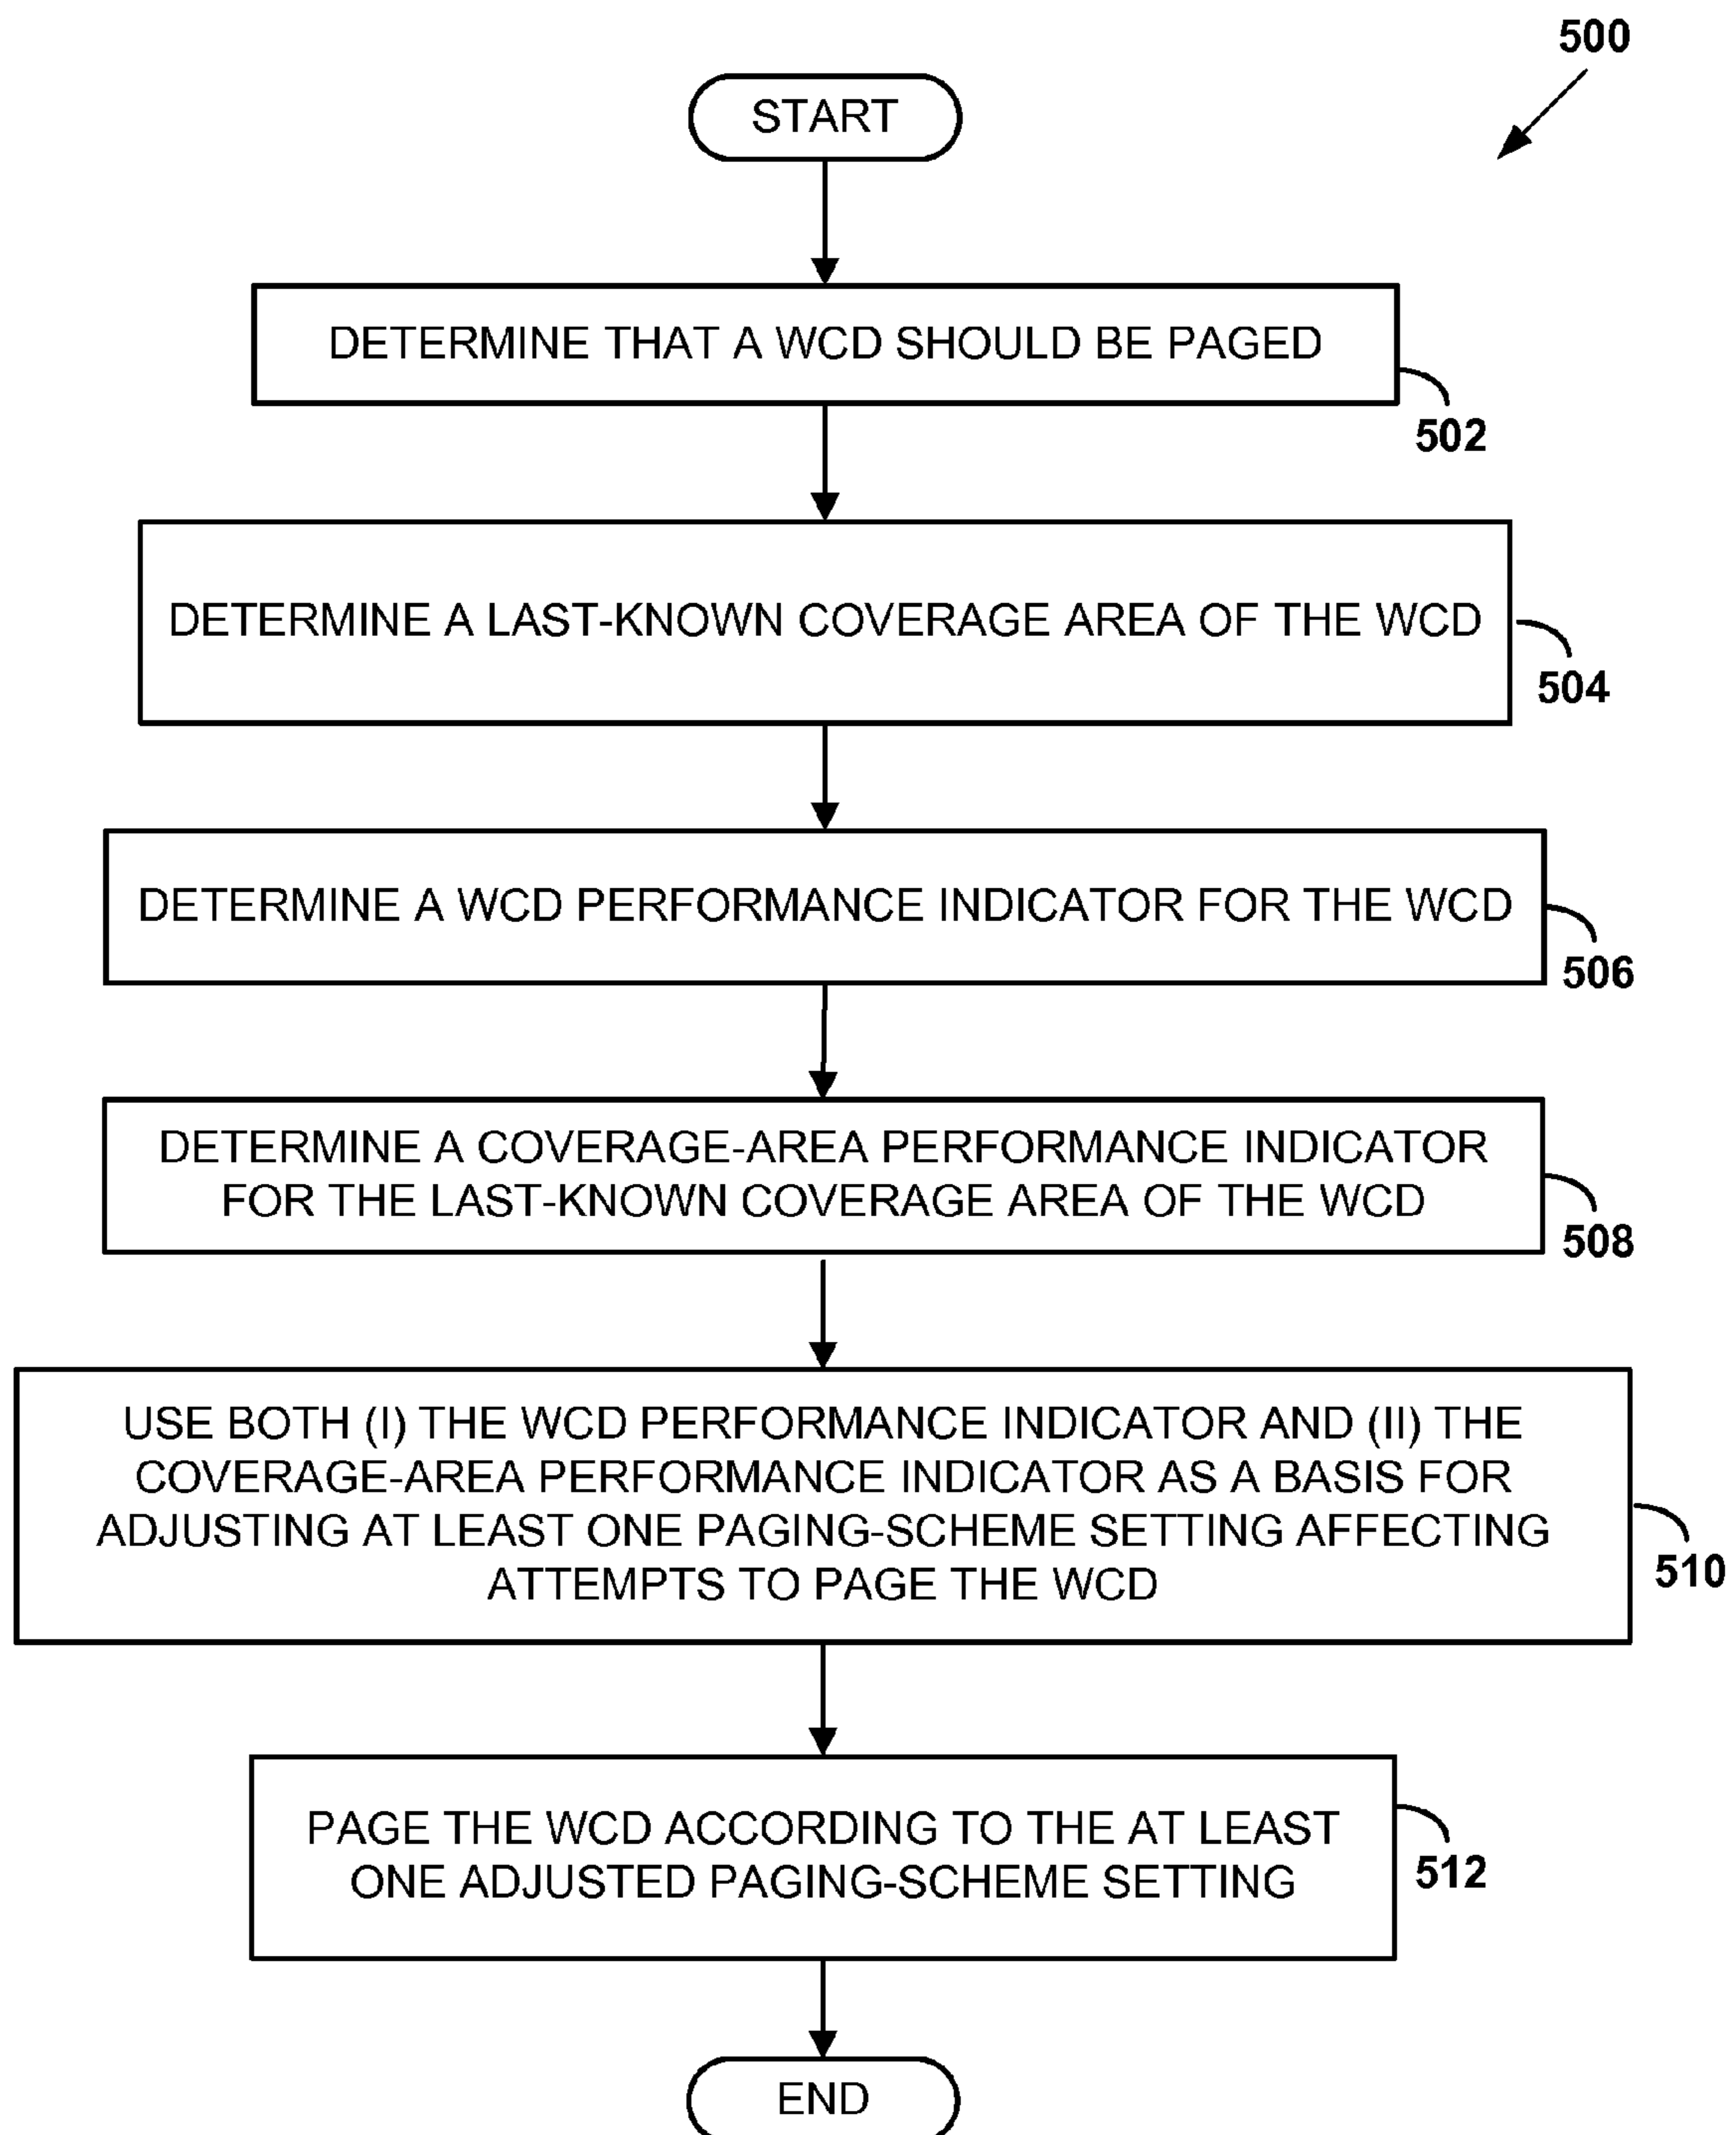 500
START
DETERMINE THAT A WCD SHOULD BE PAGED
502
DETERMINE A LAST-KNOWN COVERAGE AREA OF THE WCD
504
DETERMINE A WCD PERFORMANCE INDICATOR FOR THE WCD
506
DETERMINE A COVERAGE-AREA PERFORMANCE INDICATOR
FOR THE LAST-KNOWN COVERAGE AREA OF THE WCD
508
USE BOTH (I) THE WCD PERFORMANCE INDICATOR AND (II) THE
COVERAGE-AREA PERFORMANCE INDICATOR AS A BASIS FOR
ADJUSTING AT LEAST ONE PAGING-SCHEME SETTING AFFECTING
ATTEMPTS TO PAGE THE WCD
510
PAGE THE WCD ACCORDING TO THE AT LEAST
ONE ADJUSTED PAGING-SCHEME SETTING
512
END